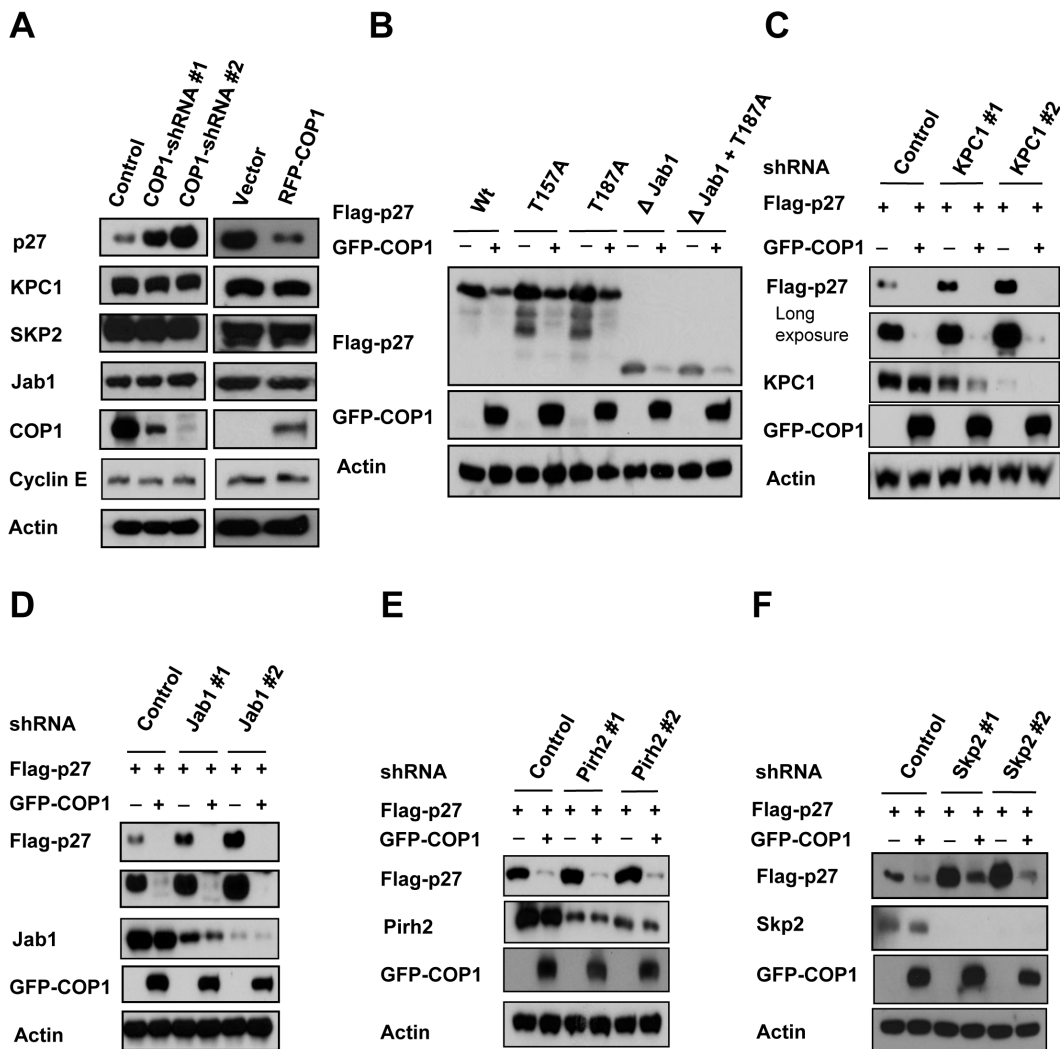 A
Control
COP1-shRNA #1
COP1-shRNA #2
Vector
RFP-COP1
p27
KPC1
SKP2
Jab1
COP1
Cyclin E
Actin
B
Wt
T157A
T187A
Δ Jab1
Δ Jab1 + T187A
Flag-p27
GFP-COP1 – + – + – + – + – +
Flag-p27
GFP-COP1
Actin
C
Control
KPC1 #1
KPC1 #2
shRNA
Flag-p27 + + + + + +
GFP-COP1 – + – + – +
Flag-p27
Long
exposure
KPC1
GFP-COP1
Actin
D
Control
Jab1 #1
Jab1 #2
shRNA
Flag-p27 + + + + + +
GFP-COP1 – + – + – +
Flag-p27
Jab1
GFP-COP1
Actin
E
Control
Pirh2 #1
Pirh2 #2
shRNA
Flag-p27 + + + + + +
GFP-COP1 – + – + – +
Flag-p27
Pirh2
GFP-COP1
Actin
F
Control
Skp2 #1
Skp2 #2
shRNA
Flag-p27 + + + + + +
GFP-COP1 – + – + – +
Flag-p27
Skp2
GFP-COP1
Actin